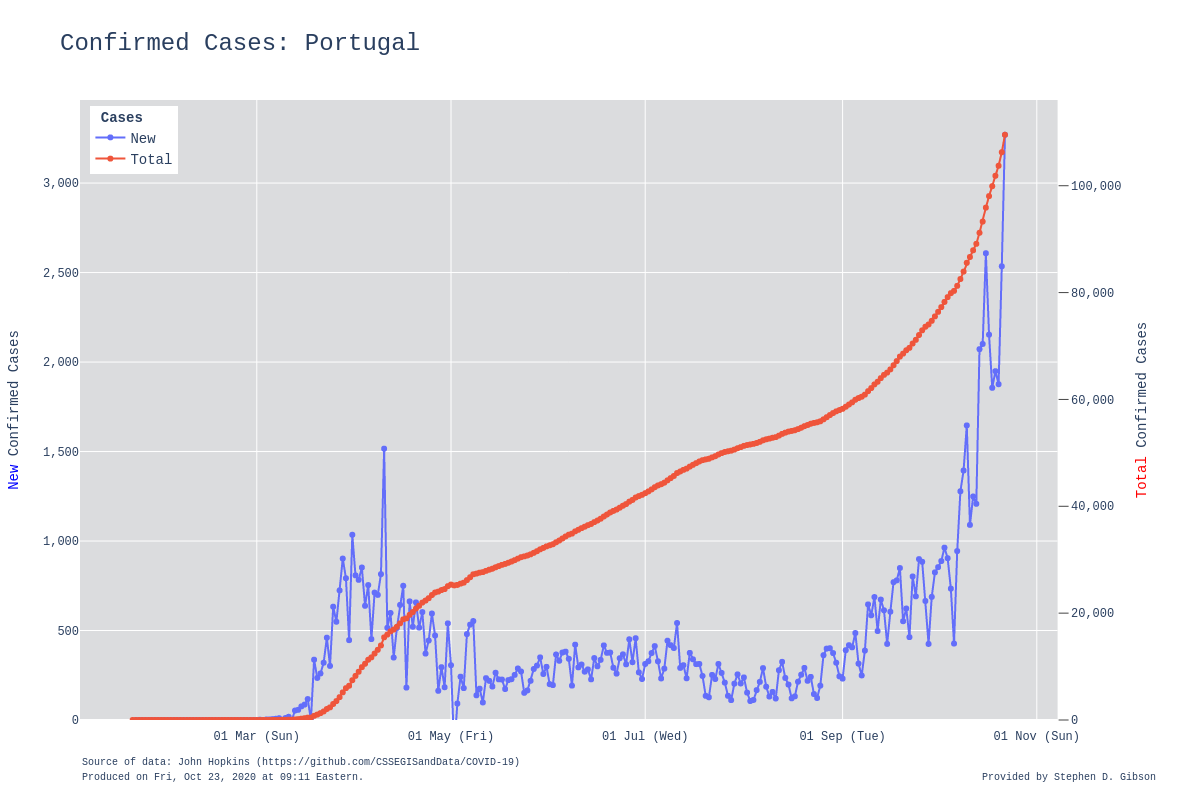 Confirmed Cases: Portugal
Cases
New
Total
3,000
2,500
2,000
1,500
1,000
500
0
New Confirmed Cases
100,000
80,000
60,000
40,000
20,000
0
Total Confirmed Cases
01 Mar (Sun)
01 May (Fri)
01 Jul (Wed)
01 Sep (Tue)
01 Nov (Sun)
Source of data: John Hopkins (https://github.com/CSSEGISandData/COVID-19)
Produced on Fri, Oct 23, 2020 at 09:11 Eastern.
Provided by Stephen D. Gibson